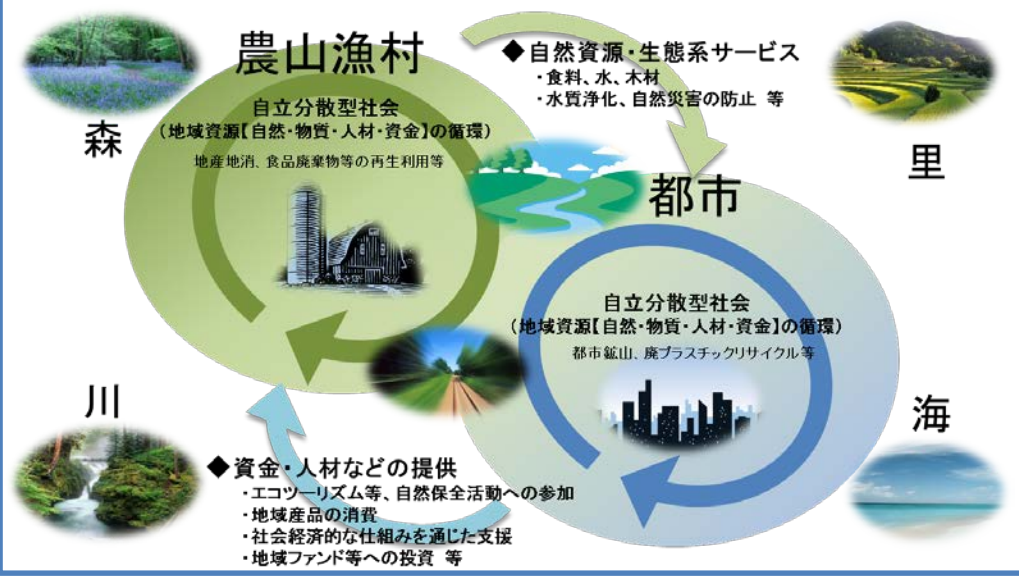 農山漁村
◆自然資源・生態系サービス
・食料、水、木材
・水質浄化、自然災害の防止 等
森
里
自立分散型社会
(地域資源【自然・物質・人材・資金】の循環)
地産地消、食品廃棄物等の再生利用等
都市
自立分散型社会
(地域資源【自然・物質・人材・資金】の循環)
都市鉱山、廃プラスチックリサイクル等
川
海
◆資金・人材などの提供
・エコツーリズム等、自然保全活動への参加
・地域産品の消費
・社会経済的な仕組みを通じた支援
・地域ファンド等への投資 等